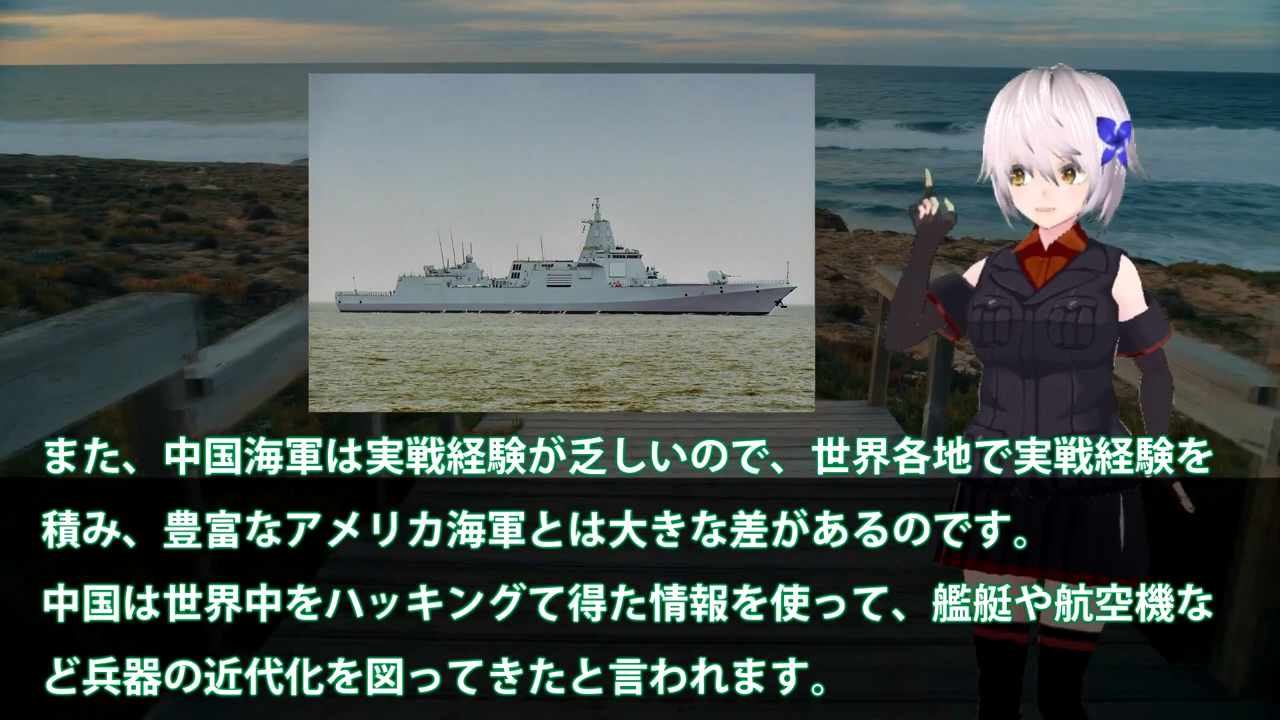 また、中国海軍は実戦経験が乏しいので、世界各地で実戦経験を
積み、豊富なアメリカ海軍とは大きな差があるのです。
中国は世界中をハッキングて得た情報を使って、艦艇や航空機な
ど兵器の近代化を図ってきたと言われます。